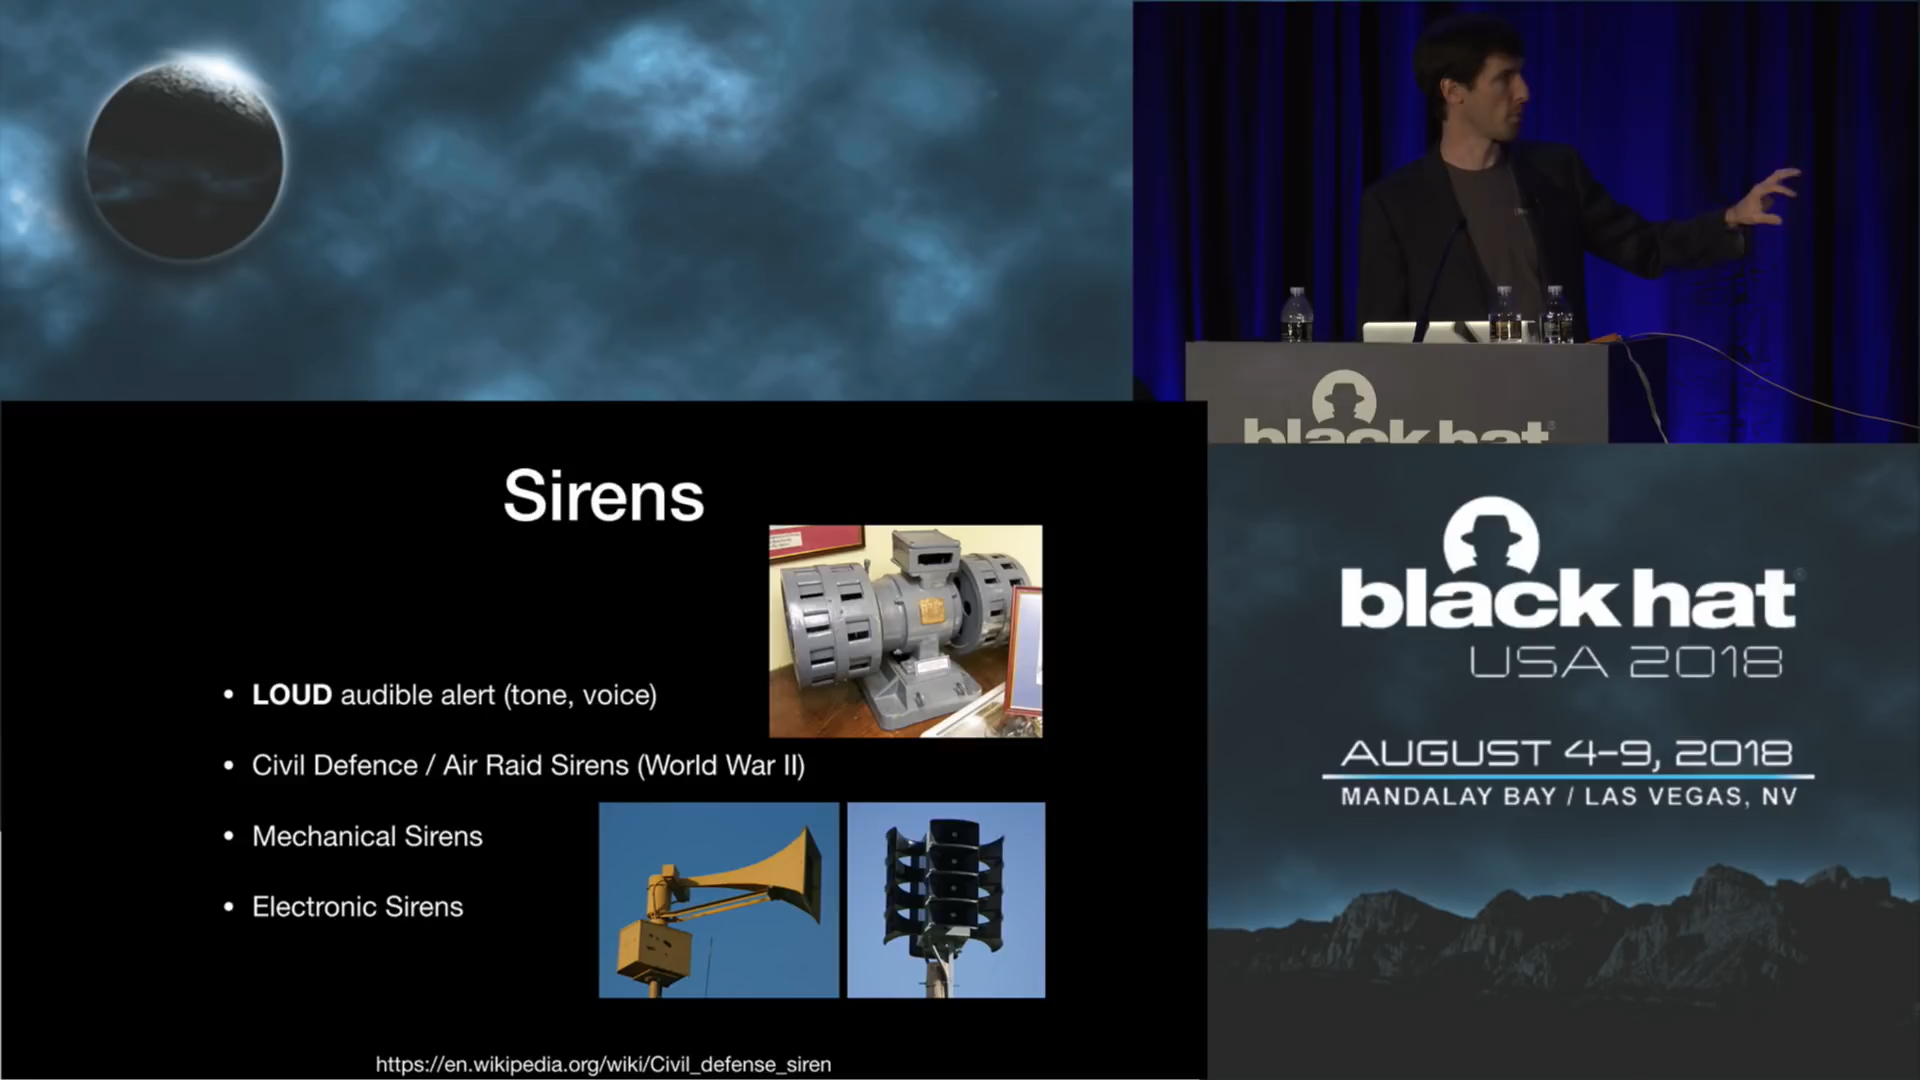 black hat
Sirens
• LOUD audible alert (tone, voice)
• Civil Defence / Air Raid Sirens (World War II)
• Mechanical Sirens
• Electronic Sirens
https://en.wikipedia.org/wiki/Civil_defense_siren
black hat
USA 2018
AUGUST 4-9, 2018
MANDALAY BAY / LAS VEGAS, NV